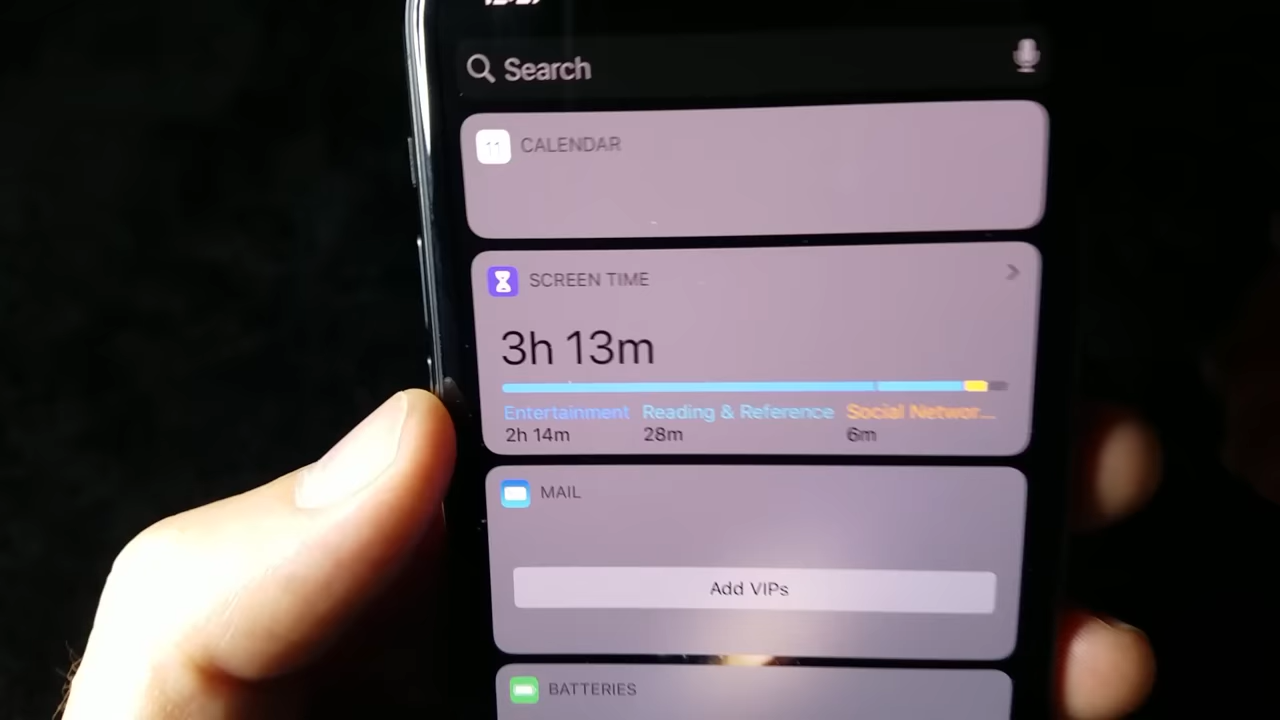 Search
11
CALENDAR
SCREEN TIME
3h 13m
Entertainment Reading & Reference Social Networ...
2h 14m 28m 6m
MAIL
Add VIPs
BATTERIES